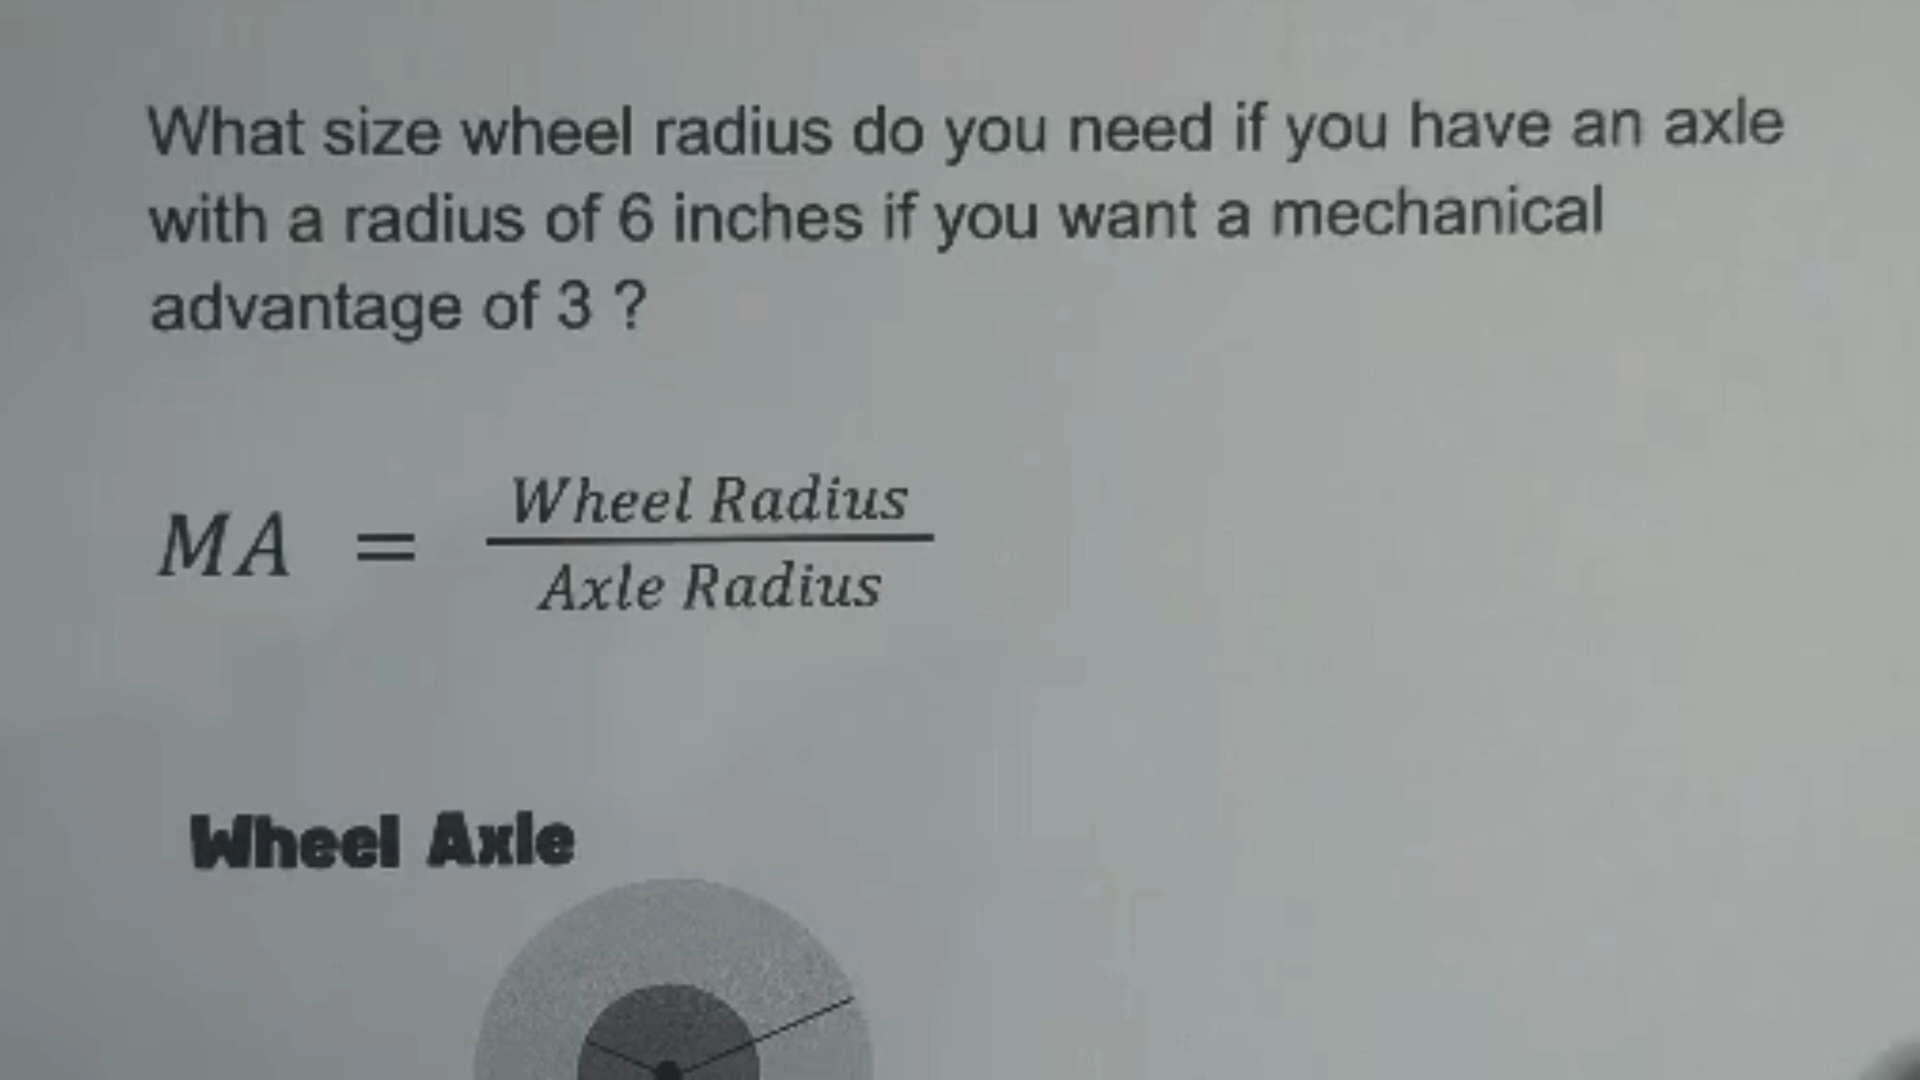 What size wheel radius do you need if you have an axle
with a radius of 6 inches if you want a mechanical
advantage of 3 ?
MA = Wheel Radius / Axle Radius
Wheel Axle